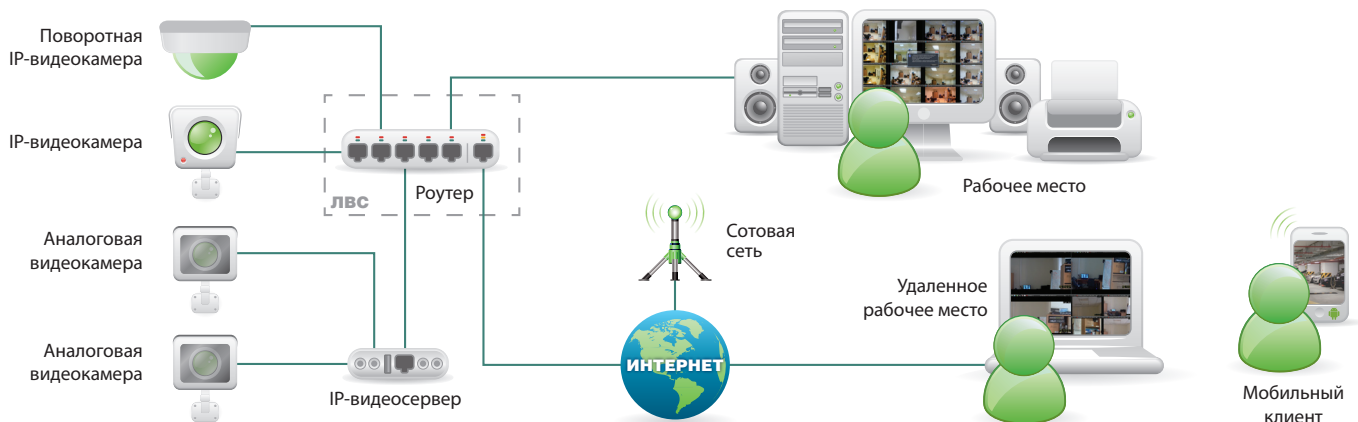 Поворотная
IP-видеокамера
IP-видеокамера
Роутер
ЛВС
Рабочее место
Аналоговая
видеокамера
Сотовая
сеть
Удаленное
рабочее место
Аналоговая
видеокамера
IP-видеосервер
ИНТЕРНЕТ
Мобильный
клиент